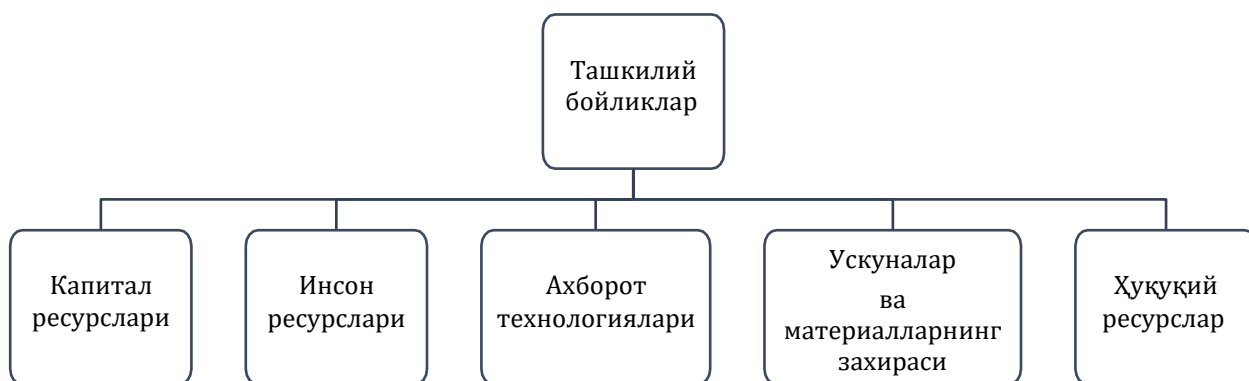 Ташкилий
бойликлар
Капитал
ресурслари
Инсон
ресурслари
Ахборот
технологиялари
Ускуналар
ва
материалларнинг
захираси
Ҳуқуқий
ресурслар